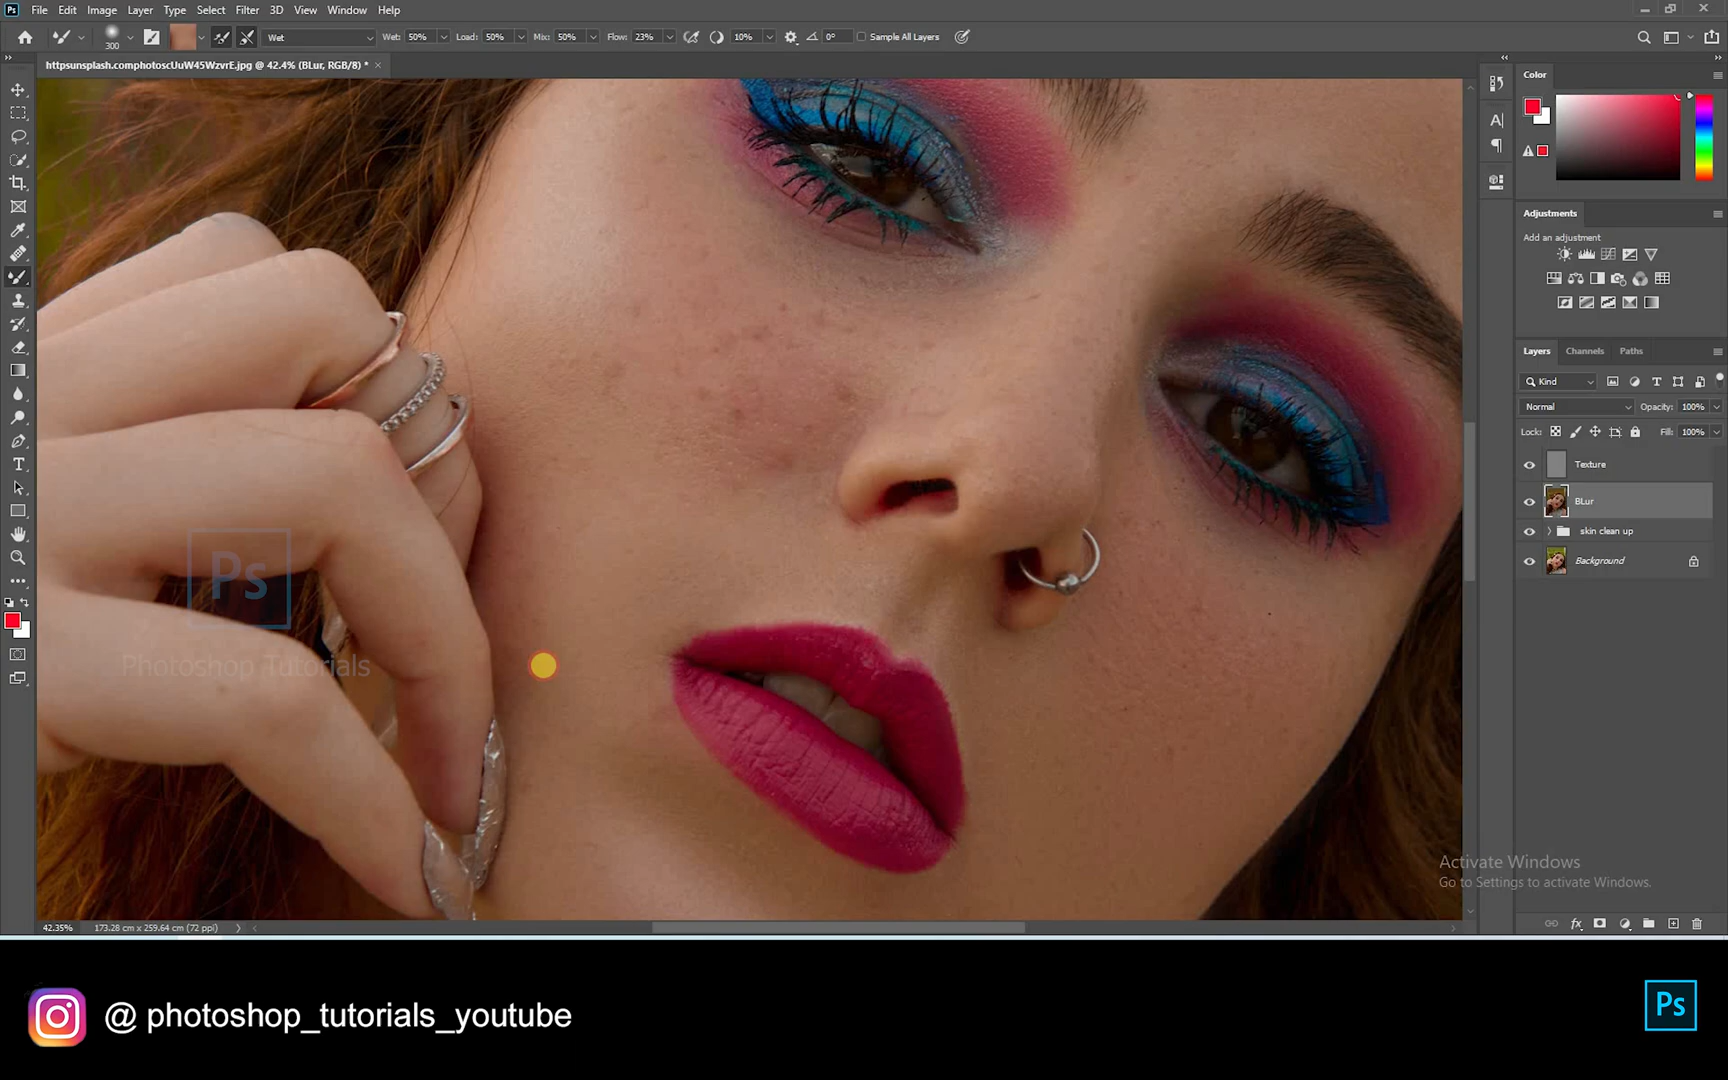 Ps File Edit Image Layer Type Select Filter 3D View Window Help
300 Wet Wet: 50% Load: 50% Mix: 50% Flow: 23% 10% 0° Sample All Layers
httpsunsplash.comphotoscUuW45WzvrE.jpg @ 42.4% (BLur, RGB/8) * ×
Color
Adjustments
Add an adjustment
Layers Channels Paths
Kind
Normal Opacity: 100%
Lock: Fill: 100%
Texture
BLur
skin clean up
Background
Ps
Photoshop Tutorials
Activate Windows
Go to Settings to activate Windows.
42.35% 173.28 cm x 259.64 cm (72 ppi)
@ photoshop_tutorials_youtube
Ps